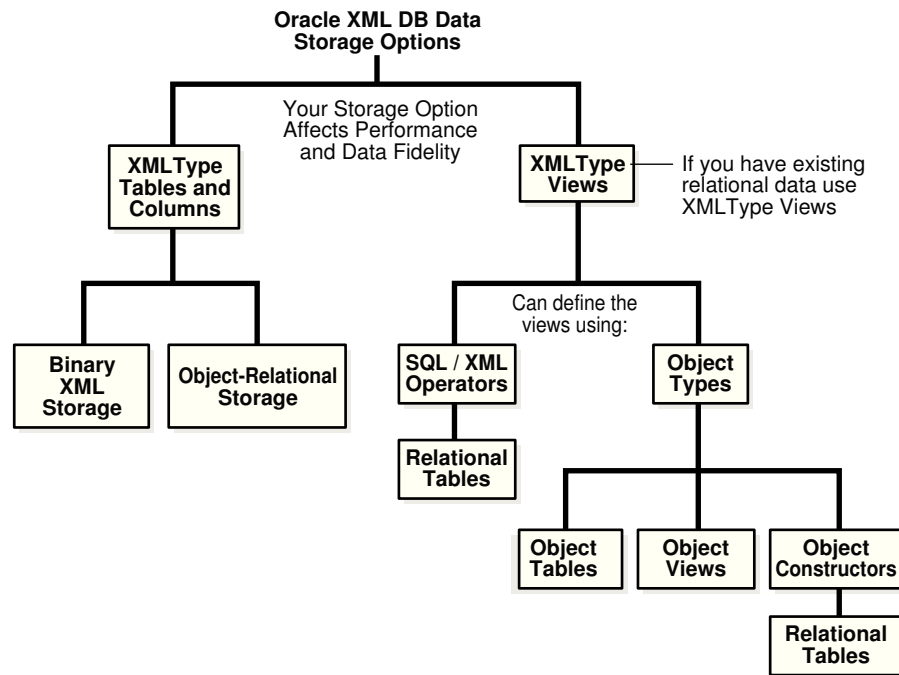 Oracle XML DB Data
Storage Options
Your Storage Option
Affects Performance
and Data Fidelity
XMLType
Tables and
Columns
XMLType
Views
If you have existing
relational data use
XMLType Views
Binary
XML
Storage
Object-Relational
Storage
Can define the
views using:
SQL / XML
Operators
Object
Types
Relational
Tables
Object
Tables
Object
Views
Object
Constructors
Relational
Tables